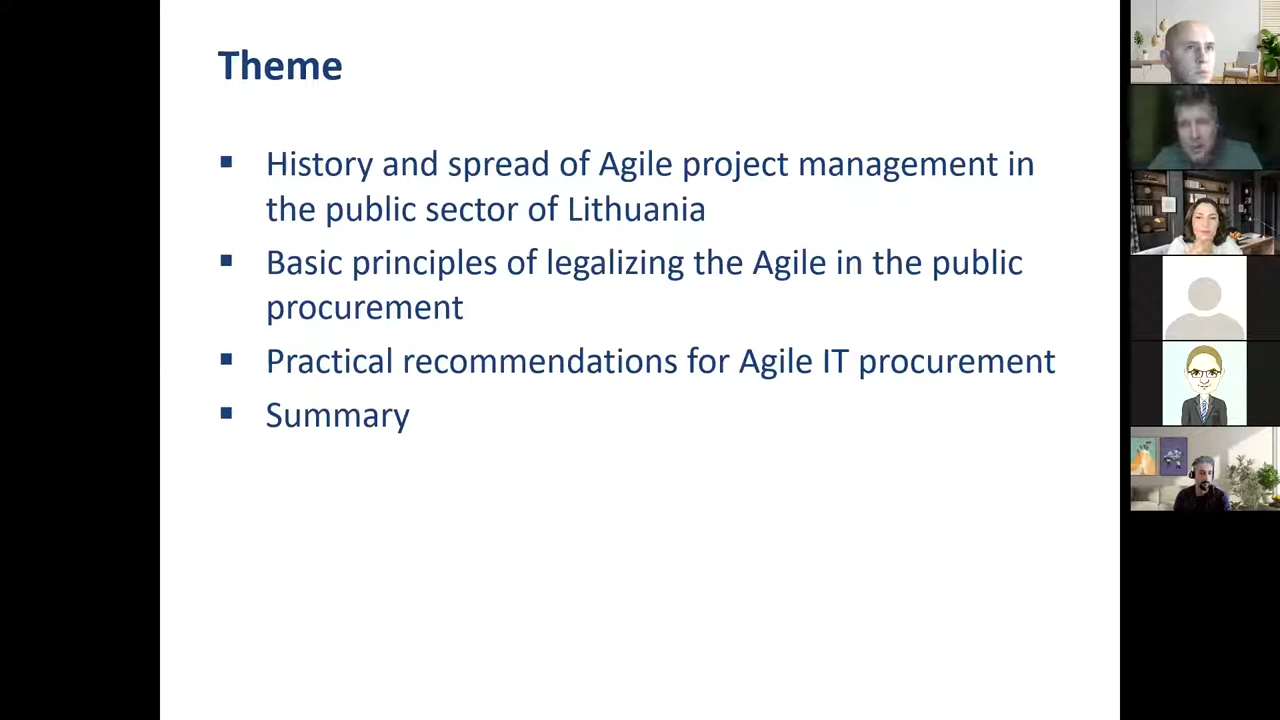 Theme
▪ History and spread of Agile project management in
the public sector of Lithuania
▪ Basic principles of legalizing the Agile in the public
procurement
▪ Practical recommendations for Agile IT procurement
▪ Summary